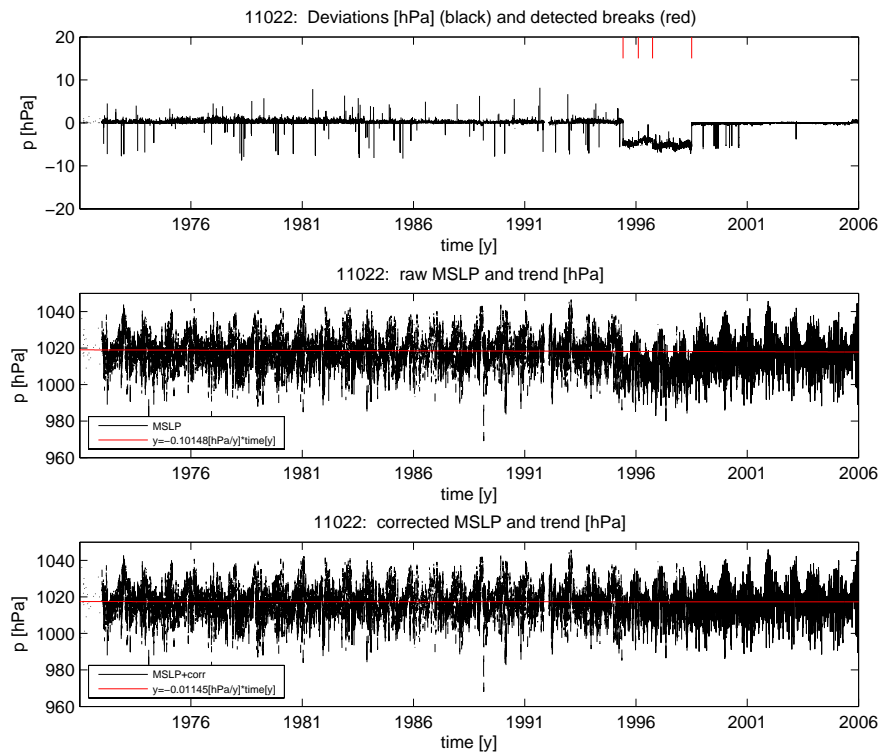 11022:  Deviations [hPa] (black) and detected breaks (red)
20
10
0
−10
−20
p [hPa]
1976 1981 1986 1991 1996 2001 2006
time [y]
11022:  raw MSLP and trend [hPa]
1040
1020
1000
980
960
p [hPa]
MSLP
y=−0.10148[hPa/y]*time[y]
1976 1981 1986 1991 1996 2001 2006
time [y]
11022:  corrected MSLP and trend [hPa]
1040
1020
1000
980
960
p [hPa]
MSLP+corr
y=−0.01145[hPa/y]*time[y]
1976 1981 1986 1991 1996 2001 2006
time [y]